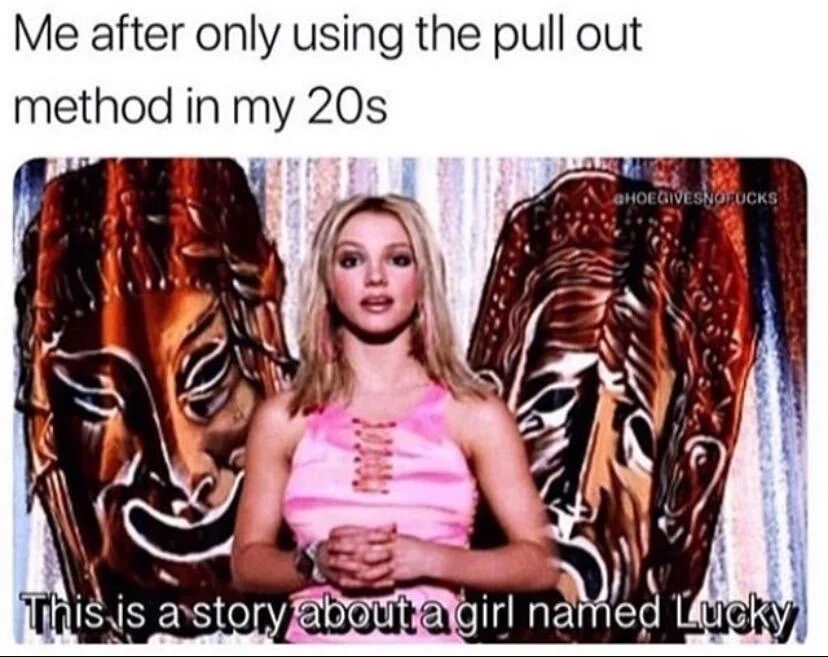 Me after only using the pull out
method in my 20s
@HOEGIVESNOFUCKS
This is a story about a girl named Lucky